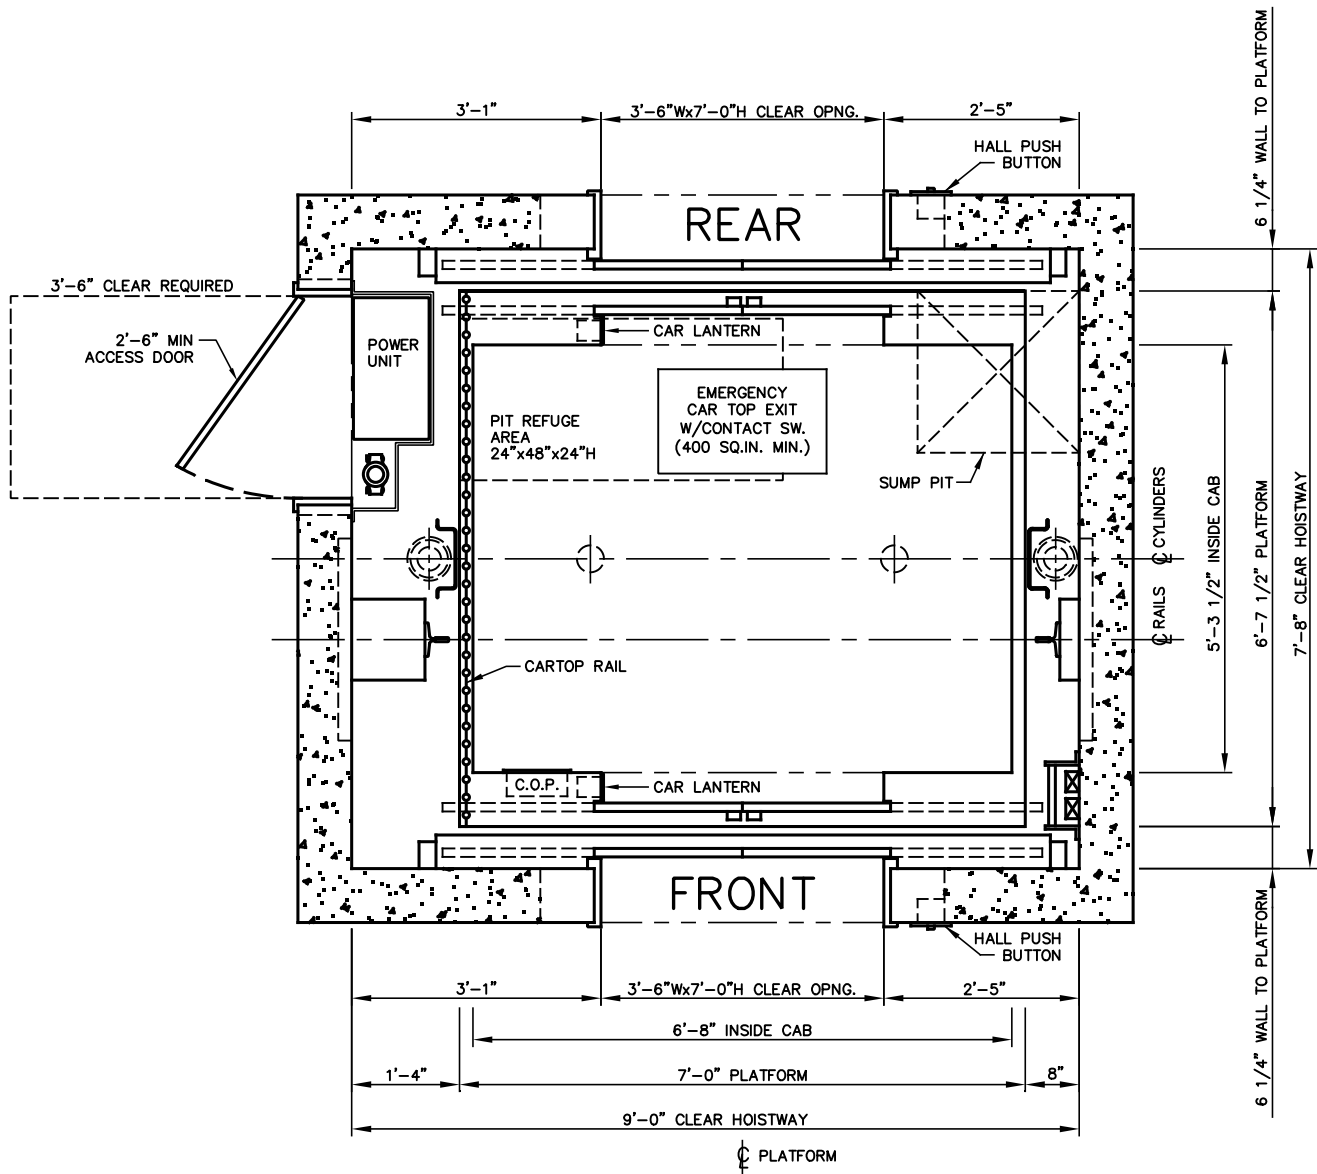 3'-1"
3'-6"Wx7'-0"H CLEAR OPNG.
2'-5"
6 1/4" WALL TO PLATFORM
HALL PUSH
BUTTON
REAR
3'-6" CLEAR REQUIRED
2'-6" MIN
ACCESS DOOR
POWER
UNIT
CAR LANTERN
EMERGENCY
CAR TOP EXIT
W/CONTACT SW.
(400 SQ.IN. MIN.)
PIT REFUGE
AREA
24"x48"x24"H
SUMP PIT
℄ CYLINDERS
℄ RAILS
5'-3 1/2" INSIDE CAB
6'-7 1/2" PLATFORM
7'-8" CLEAR HOISTWAY
CARTOP RAIL
C.O.P.
CAR LANTERN
FRONT
HALL PUSH
BUTTON
6 1/4" WALL TO PLATFORM
3'-1"
3'-6"Wx7'-0"H CLEAR OPNG.
2'-5"
6'-8" INSIDE CAB
1'-4"
7'-0" PLATFORM
8"
9'-0" CLEAR HOISTWAY
℄ PLATFORM